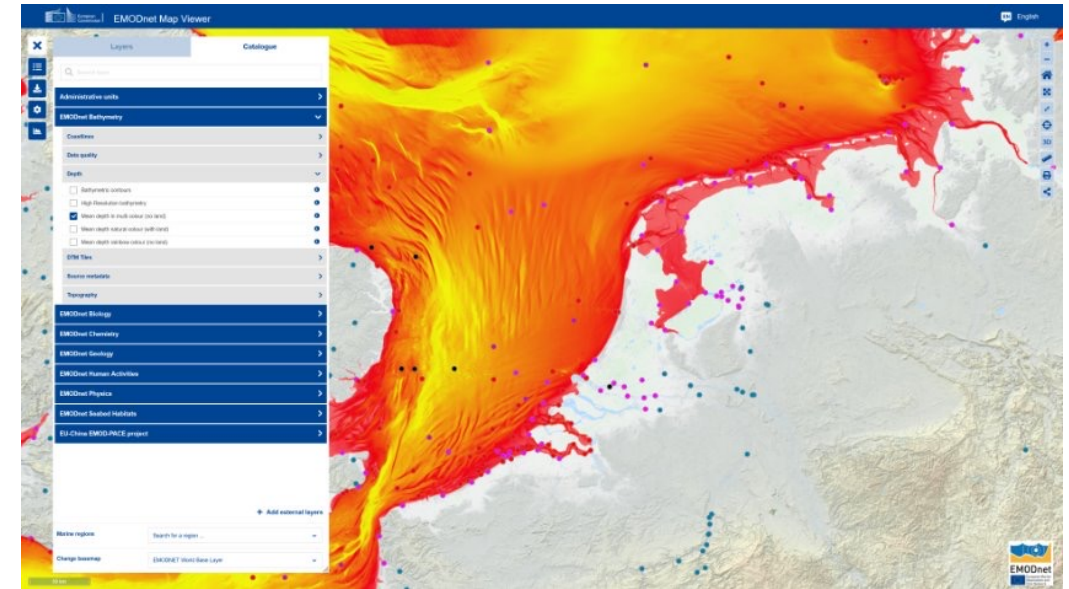 European Commission
EMODnet Map Viewer
EN English
Layers
Catalogue
Administrative units
EMODnet Bathymetry
Coastlines
Data quality
Depth
Bathymetric contours
High Resolution bathymetry
Mean depth in multi colour (no land)
Mean depth natural colour (with land)
Mean depth rainbow colour (no land)
DTM Tiles
Source metadata
Topography
EMODnet Biology
EMODnet Chemistry
EMODnet Geology
EMODnet Human Activities
EMODnet Physics
EMODnet Seabed Habitats
EU-China EMOD-PACE project
+ Add external layers
Marine regions
Search for a region ...
Change basemap
EMODNET World Base Layer
3D
EMODnet